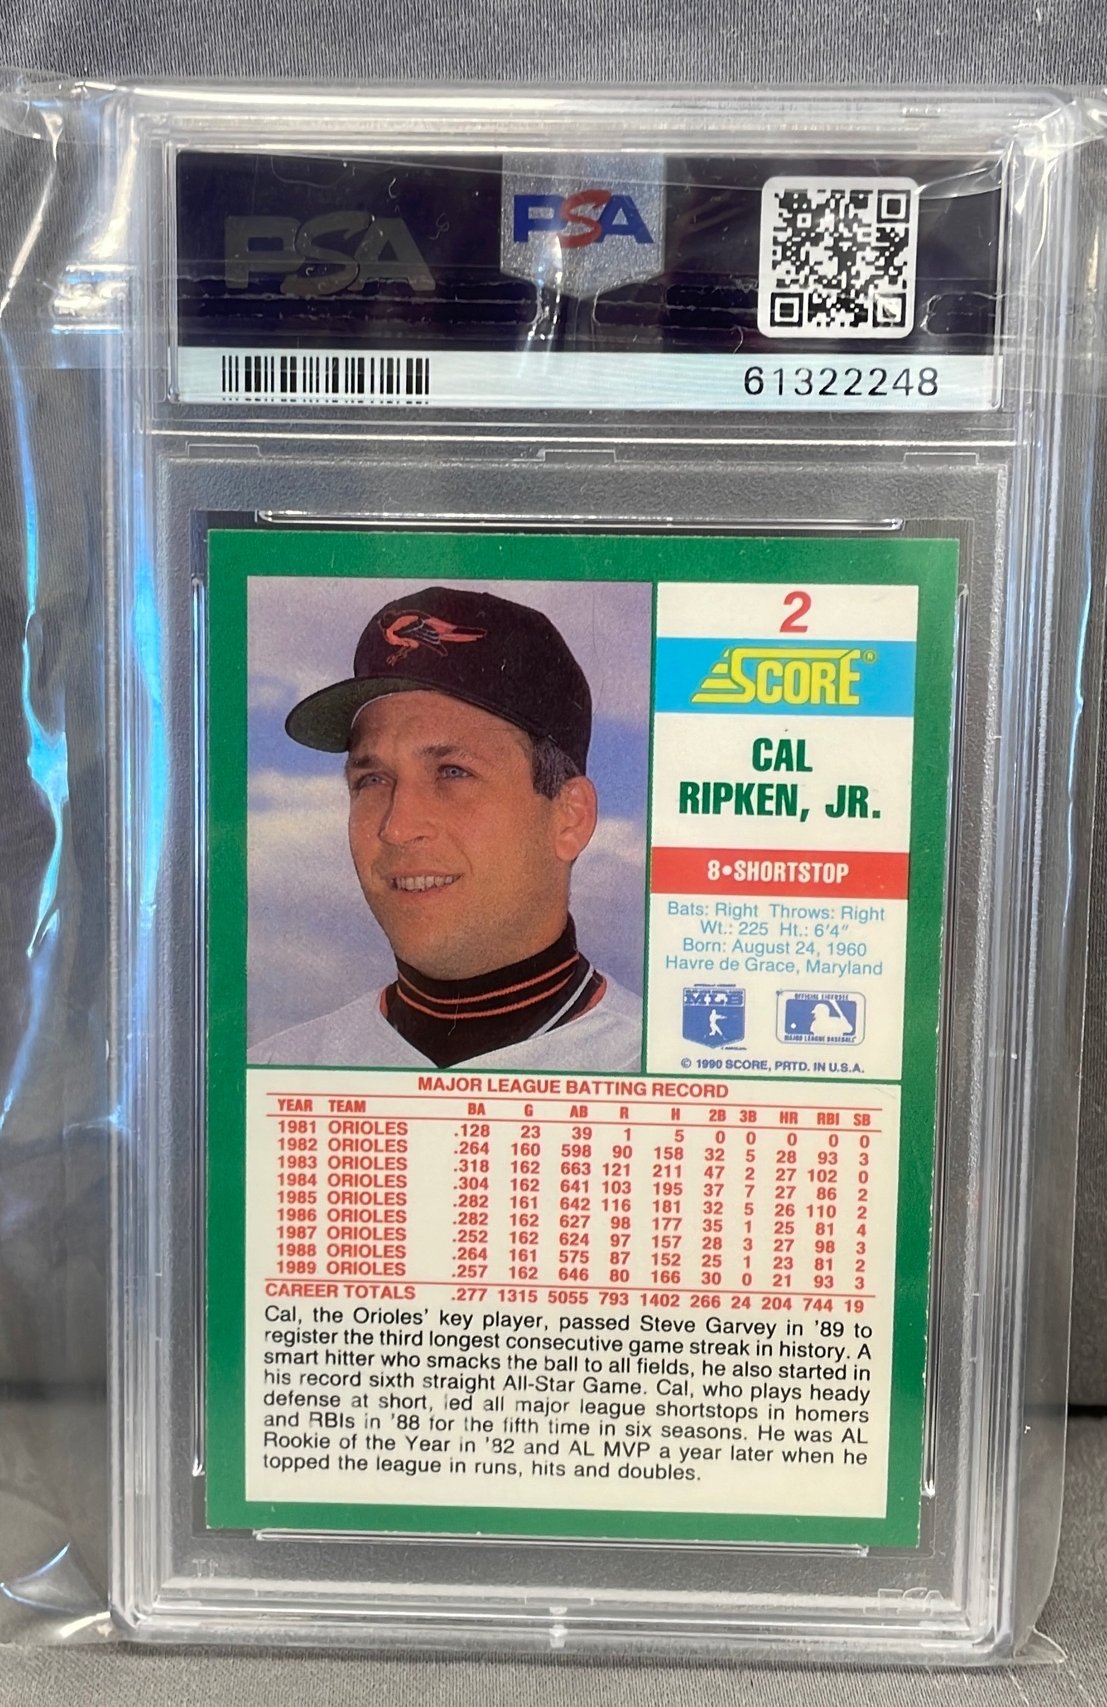 PSA
PSA
61322248
2
SCORE®
CAL
RIPKEN, JR.
8•SHORTSTOP
Bats: Right Throws: Right
Wt.: 225 Ht.: 6'4"
Born: August 24, 1960
Havre de Grace, Maryland
MLB
OFFICIAL LICENSEE
MAJOR LEAGUE BASEBALL
© 1990 SCORE, PRTD. IN U.S.A.
MAJOR LEAGUE BATTING RECORD
YEAR TEAM BA G AB R H 2B 3B HR RBI SB
1981 ORIOLES .128 23 39 1 5 0 0 0 0 0
1982 ORIOLES .264 160 598 90 158 32 5 28 93 3
1983 ORIOLES .318 162 663 121 211 47 2 27 102 0
1984 ORIOLES .304 162 641 103 195 37 7 27 86 2
1985 ORIOLES .282 161 642 116 181 32 5 26 110 2
1986 ORIOLES .282 162 627 98 177 35 1 25 81 4
1987 ORIOLES .252 162 624 97 157 28 3 27 98 3
1988 ORIOLES .264 161 575 87 152 25 1 23 81 2
1989 ORIOLES .257 162 646 80 166 30 0 21 93 3
CAREER TOTALS .277 1315 5055 793 1402 266 24 204 744 19
Cal, the Orioles' key player, passed Steve Garvey in '89 to
register the third longest consecutive game streak in history. A
smart hitter who smacks the ball to all fields, he also started in
his record sixth straight All-Star Game. Cal, who plays heady
defense at short, led all major league shortstops in homers
and RBIs in '88 for the fifth time in six seasons. He was AL
Rookie of the Year in '82 and AL MVP a year later when he
topped the league in runs, hits and doubles.
PSA